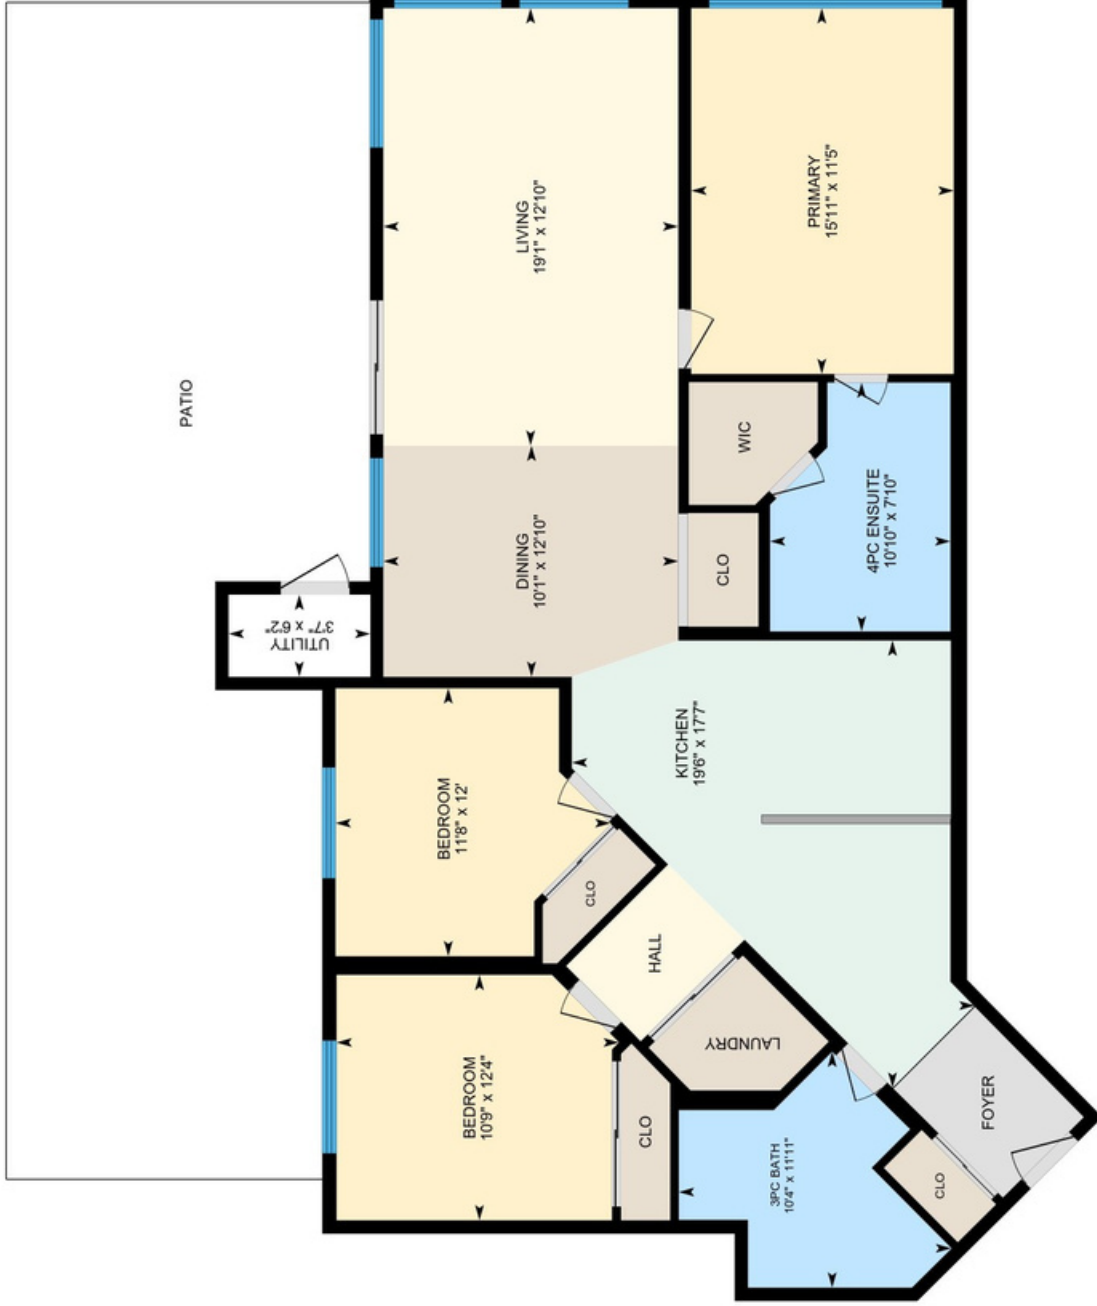 LIVING
19'1" x 12'10"
PRIMARY
15'11" x 11'5"
PATIO
WIC
4PC ENSUITE
10'10" x 7'10"
CLO
DINING
10'1" x 12'10"
UTILITY
3'7" x 6'2"
KITCHEN
19'6" x 17'7"
BEDROOM
11'8" x 12'
CLO
HALL
LAUNDRY
BEDROOM
10'9" x 12'4"
CLO
FOYER
3PC BATH
10'4" x 11'11"
CLO